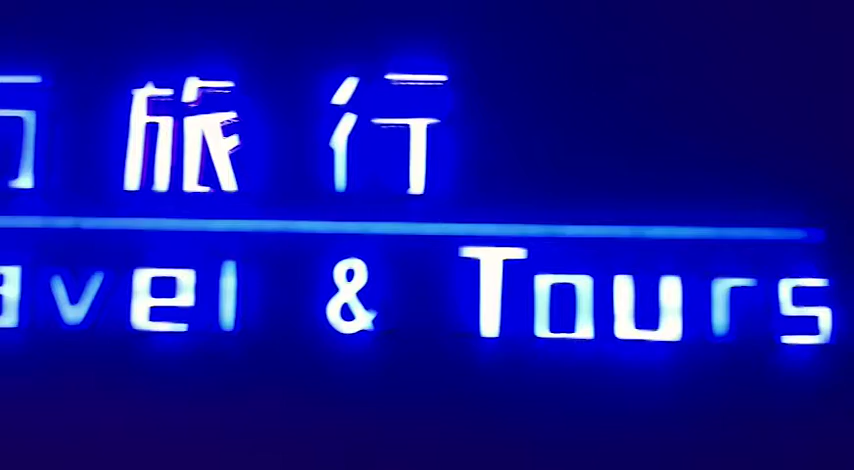 旅行
avel & Tours